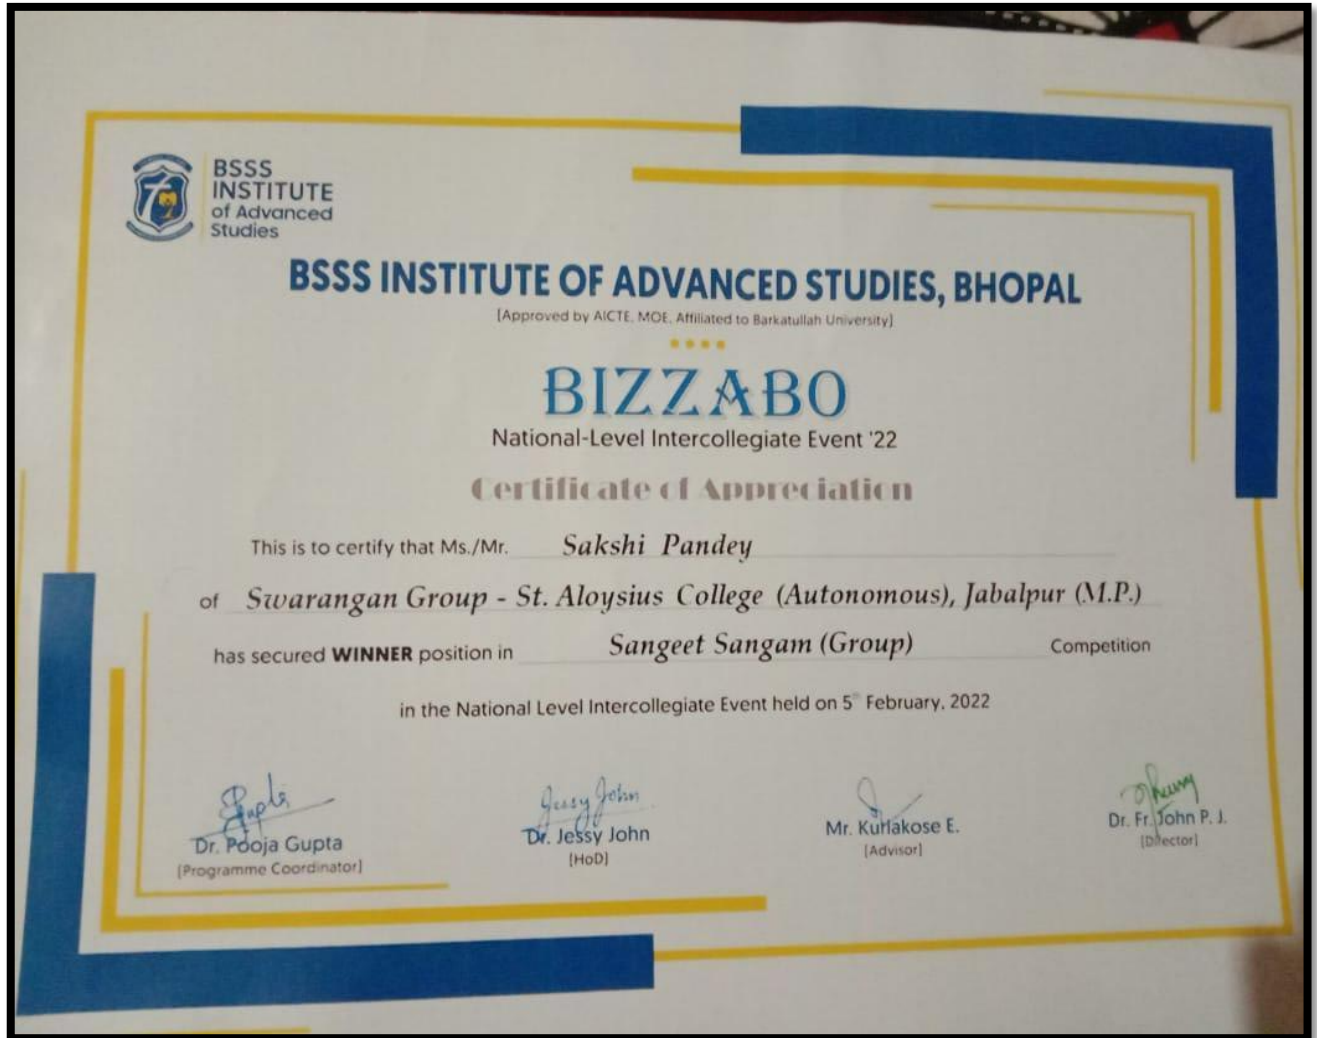 BSSS
INSTITUTE
of Advanced
Studies
BSSS INSTITUTE OF ADVANCED STUDIES, BHOPAL
[Approved by AICTE, MOE, Affiliated to Barkatullah University]
BIZZABO
National-Level Intercollegiate Event '22
Certificate of Appreciation
This is to certify that Ms./Mr. Sakshi Pandey
of Swarangan Group - St. Aloysius College (Autonomous), Jabalpur (M.P.)
has secured WINNER position in Sangeet Sangam (Group) Competition
in the National Level Intercollegiate Event held on 5th February, 2022
Jessy John
Dr. Pooja Gupta Dr. Jessy John Mr. Kuriakose E. Dr. Fr. John P. J.
[Programme Coordinator] [HoD] [Advisor] [Director]